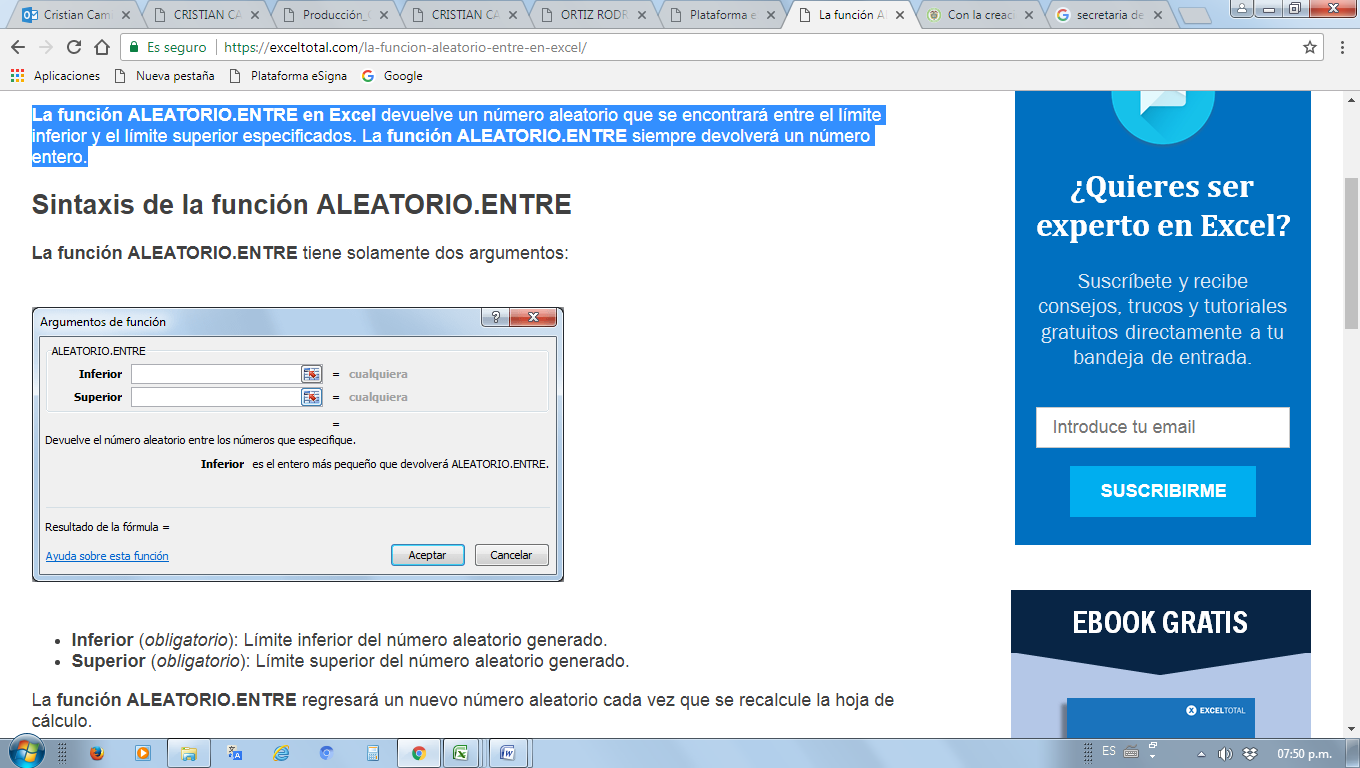 Cristian Cam
CRISTIAN CA
Producción_
CRISTIAN CA
ORTIZ RODR
Plataforma e
La función A
Con la creac
secretaria de
Es seguro
https://exceltotal.com/la-funcion-aleatorio-entre-en-excel/
Aplicaciones
Nueva pestaña
Plataforma eSigna
Google
La función ALEATORIO.ENTRE en Excel devuelve un número aleatorio que se encontrará entre el límite
inferior y el límite superior especificados. La función ALEATORIO.ENTRE siempre devolverá un número
entero.
Sintaxis de la función ALEATORIO.ENTRE
La función ALEATORIO.ENTRE tiene solamente dos argumentos:
Argumentos de función
ALEATORIO.ENTRE
Inferior = cualquiera
Superior = cualquiera
=
Devuelve el número aleatorio entre los números que especifique.
Inferior es el entero más pequeño que devolverá ALEATORIO.ENTRE.
Resultado de la fórmula =
Ayuda sobre esta función
Aceptar
Cancelar
• Inferior (obligatorio): Límite inferior del número aleatorio generado.
• Superior (obligatorio): Límite superior del número aleatorio generado.
La función ALEATORIO.ENTRE regresará un nuevo número aleatorio cada vez que se recalcule la hoja de
cálculo.
¿Quieres ser
experto en Excel?
Suscríbete y recibe
consejos, trucos y tutoriales
gratuitos directamente a tu
bandeja de entrada.
Introduce tu email
SUSCRIBIRME
EBOOK GRATIS
EXCELTOTAL
ES
07:50 p.m.